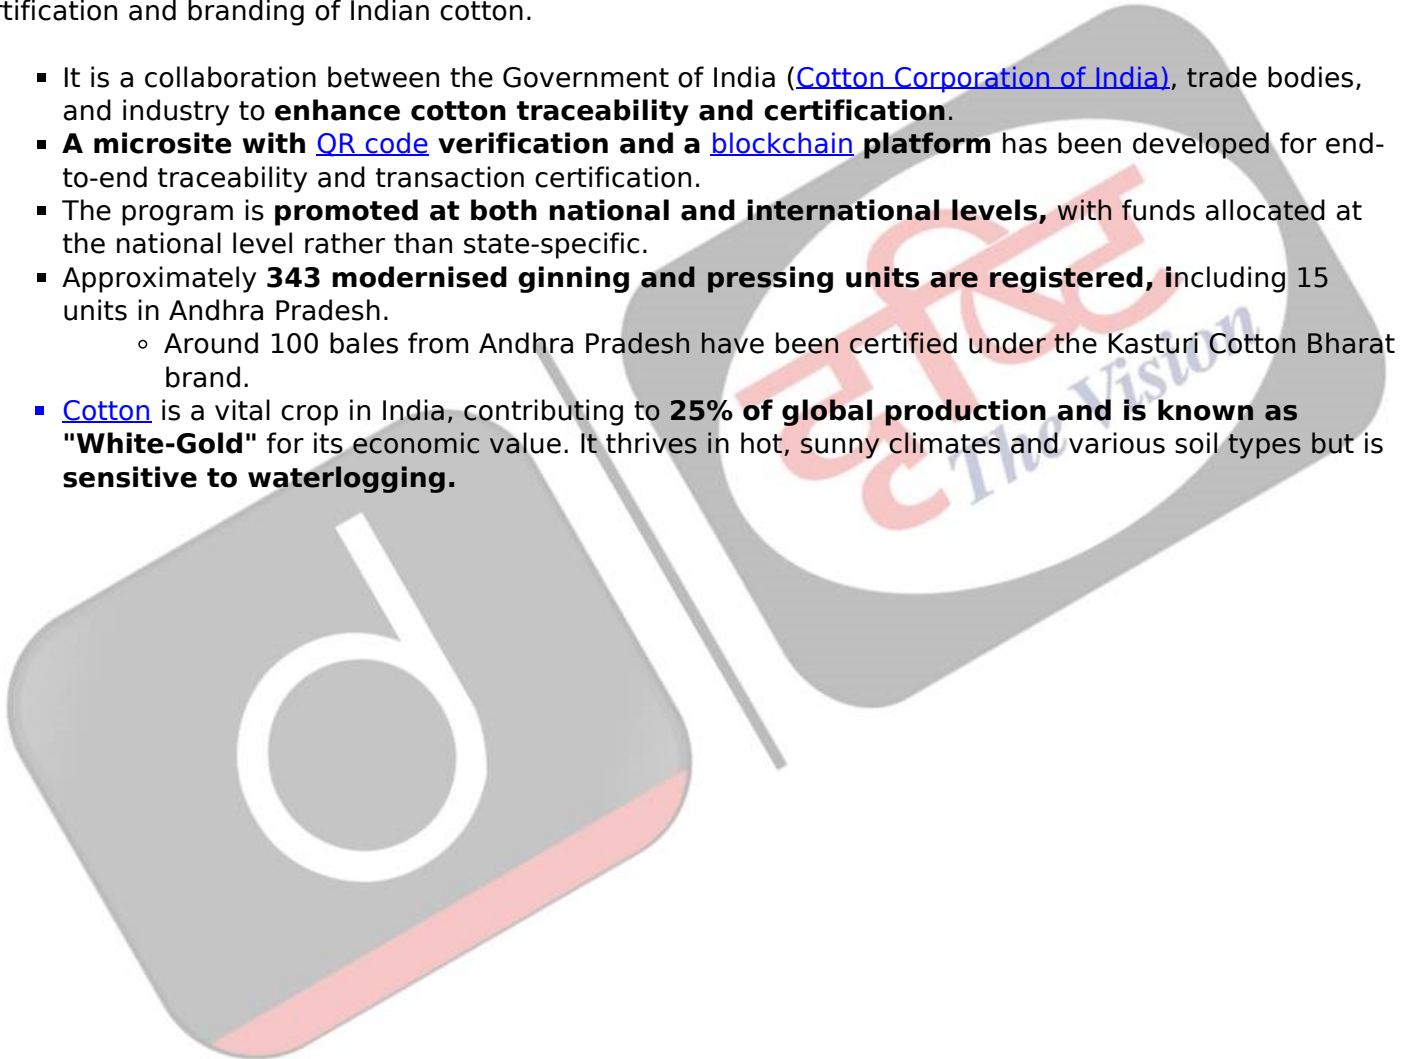 tification and branding of Indian cotton.
▪ It is a collaboration between the Government of India (Cotton Corporation of India), trade bodies,
and industry to enhance cotton traceability and certification.
▪ A microsite with QR code verification and a blockchain platform has been developed for end-
to-end traceability and transaction certification.
▪ The program is promoted at both national and international levels, with funds allocated at
the national level rather than state-specific.
▪ Approximately 343 modernised ginning and pressing units are registered, including 15
units in Andhra Pradesh.
◦ Around 100 bales from Andhra Pradesh have been certified under the Kasturi Cotton Bharat
brand.
▪ Cotton is a vital crop in India, contributing to 25% of global production and is known as
"White-Gold" for its economic value. It thrives in hot, sunny climates and various soil types but is
sensitive to waterlogging.
दृष्टि
The Vision
d